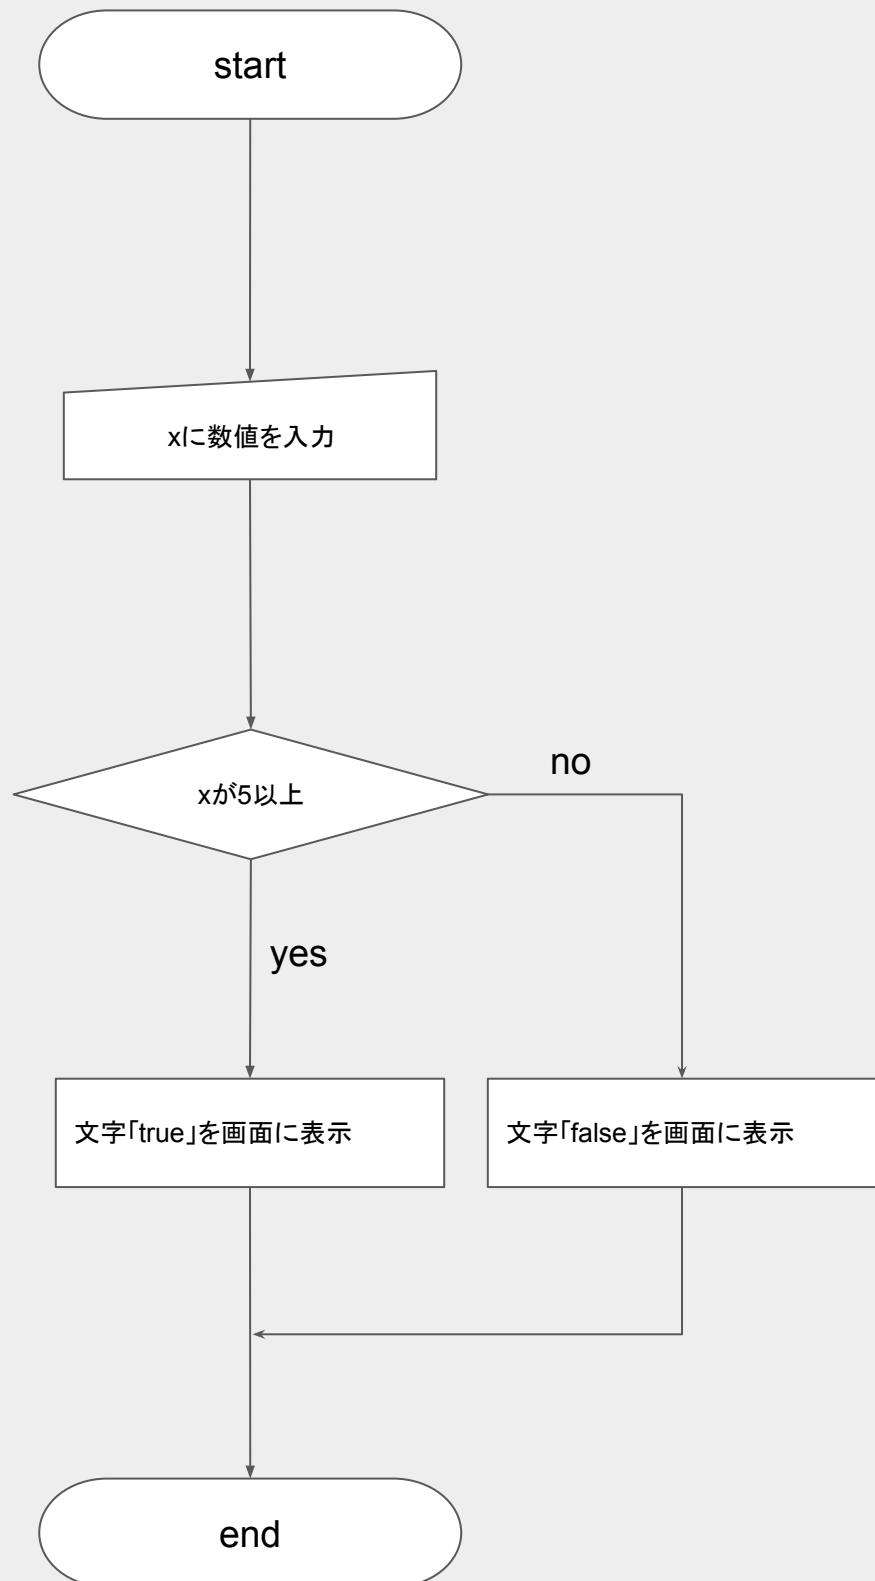 start
xに数値を入力
xが5以上
no
yes
文字「true」を画面に表示
文字「false」を画面に表示
end